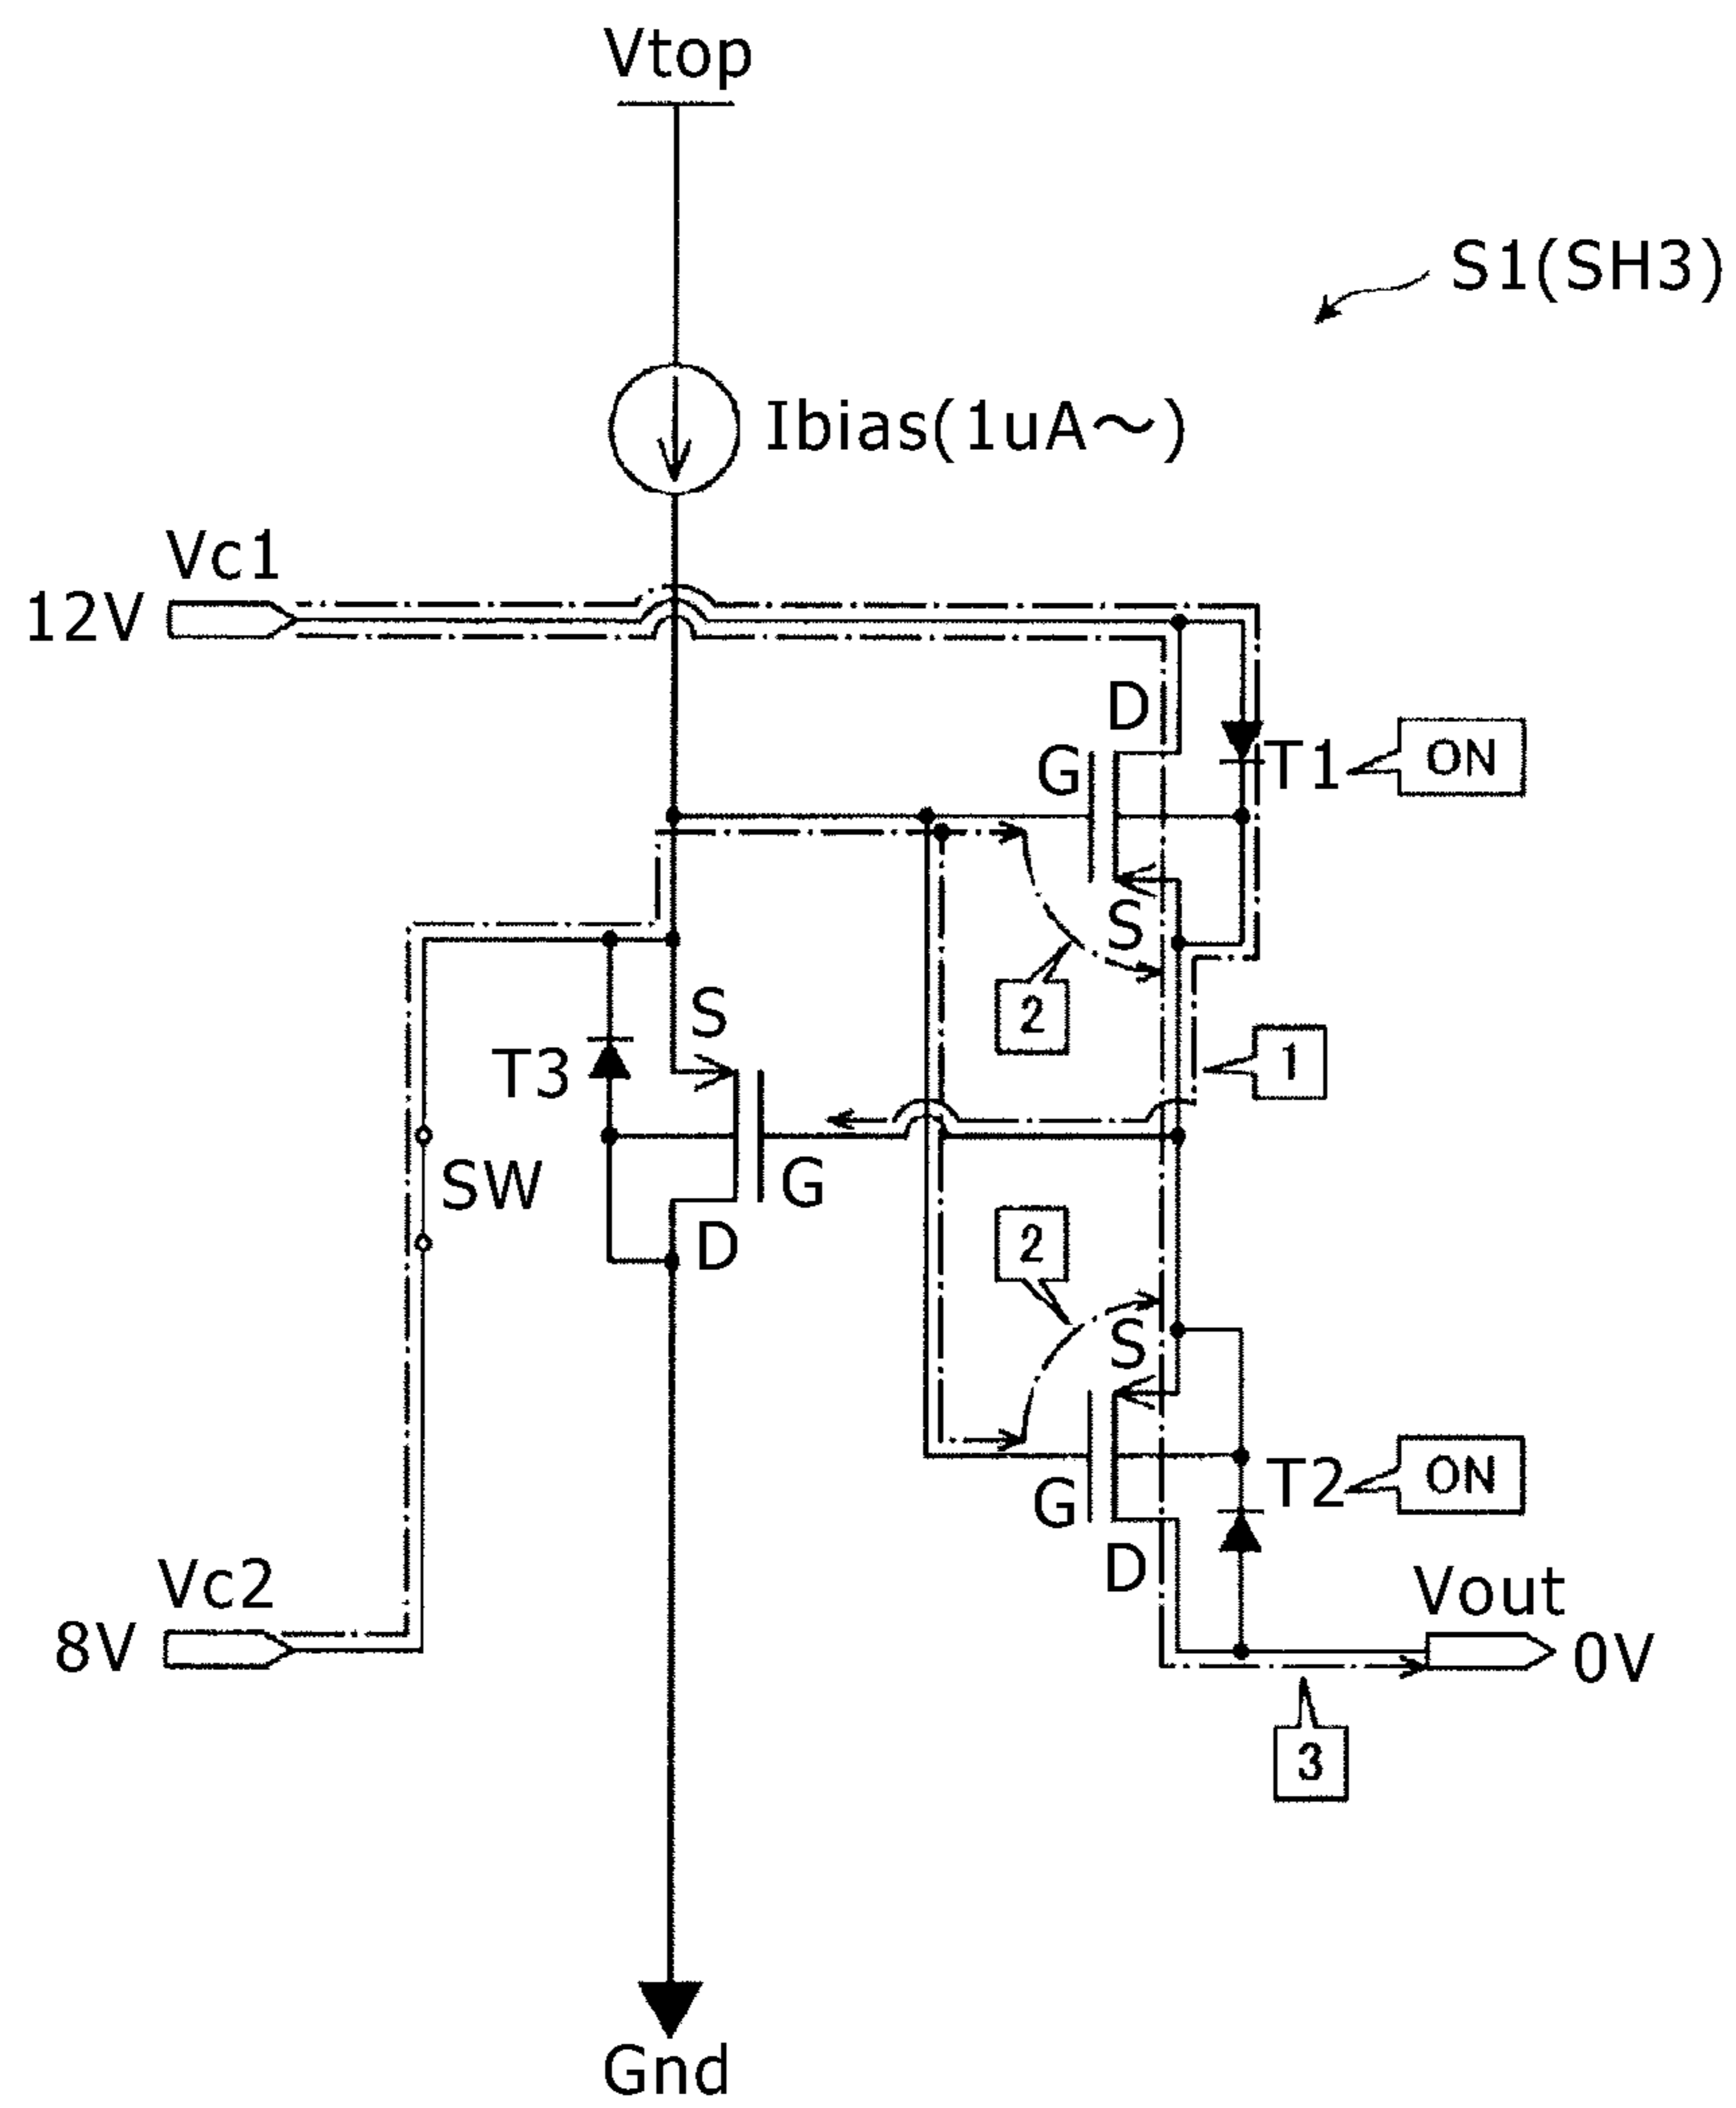 Vtop
S1(SH3)
Ibias(1uA～)
Vc1
12V
D
G
T1
ON
S
2
S
T3
1
SW
G
D
2
S
T2
ON
G
D
Vc2
8V
Vout
0V
3
Gnd